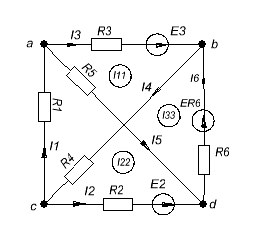 I3 R3 E3
a b
R5 I11 I4 I6
R1 ER6
I33
I1 R4 I5
I22 R6
I2 R2 E2
c d